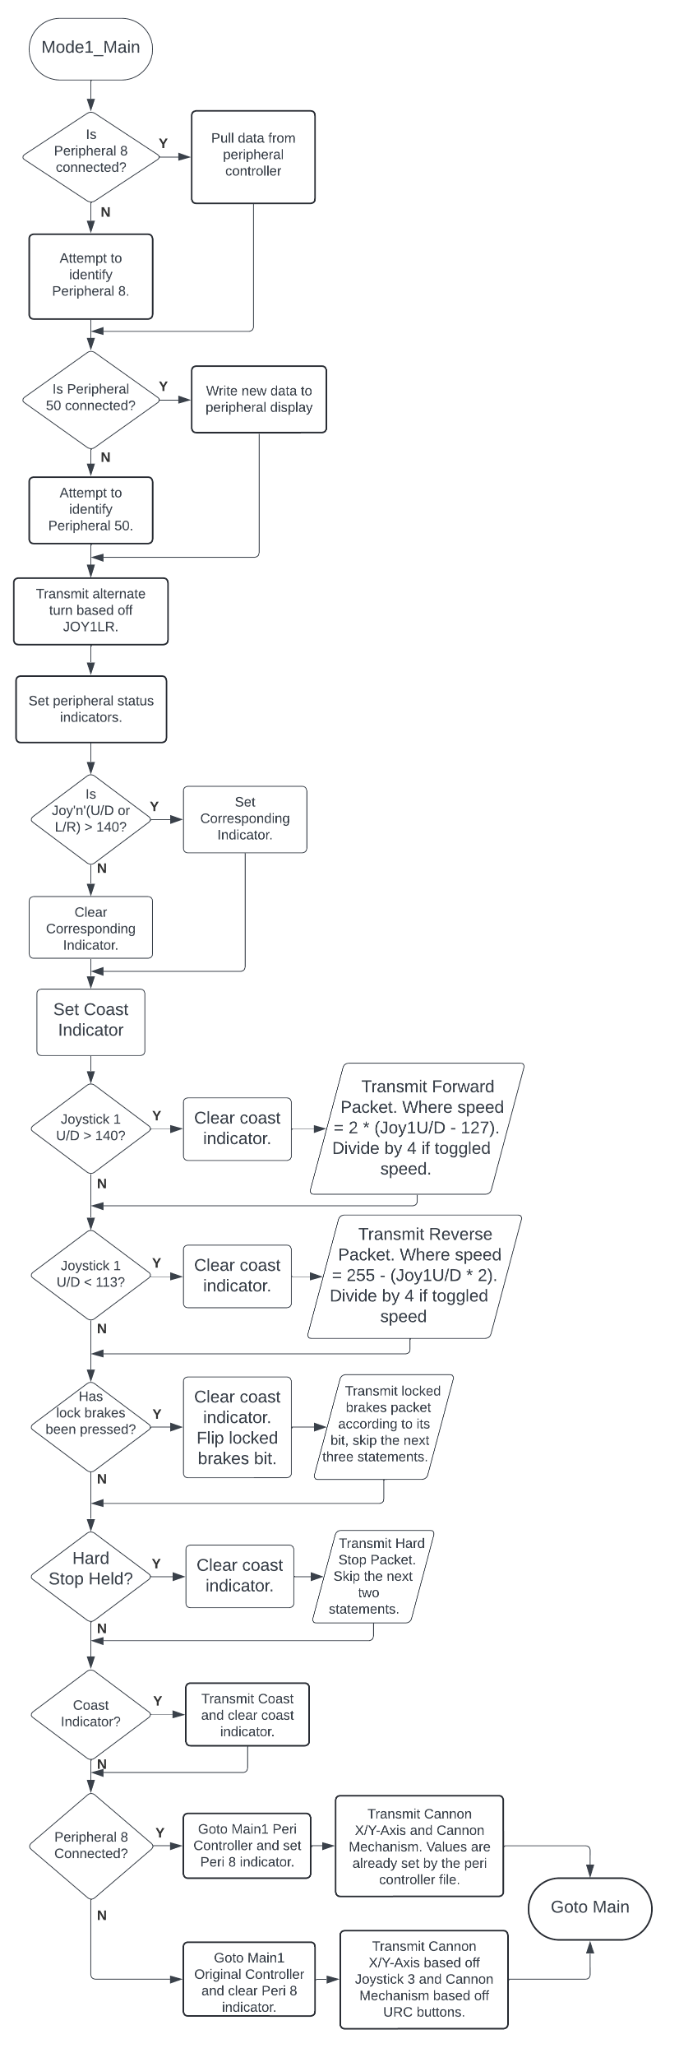 Mode1_Main
Is
Peripheral 8
connected?
Y
Pull data from
peripheral
controller
N
Attempt to
identify
Peripheral 8.
Is Peripheral
50 connected?
Y
Write new data to
peripheral display
N
Attempt to
identify
Peripheral 50.
Transmit alternate
turn based off
JOY1LR.
Set peripheral status
indicators.
Is
Joy'n'(U/D or
L/R) > 140?
Y
Set
Corresponding
Indicator.
N
Clear
Corresponding
Indicator.
Set Coast
Indicator
Joystick 1
U/D > 140?
Y
Clear coast
indicator.
Transmit Forward
Packet. Where speed
= 2 * (Joy1U/D - 127).
Divide by 4 if toggled
speed.
N
Joystick 1
U/D < 113?
Y
Clear coast
indicator.
Transmit Reverse
Packet. Where speed
= 255 - (Joy1U/D * 2).
Divide by 4 if toggled
speed
N
Has
lock brakes
been pressed?
Y
Clear coast
indicator.
Flip locked
brakes bit.
Transmit locked
brakes packet
according to its
bit, skip the next
three statements.
N
Hard
Stop Held?
Y
Clear coast
indicator.
Transmit Hard
Stop Packet.
Skip the next
two
statements.
N
Coast
Indicator?
Y
Transmit Coast
and clear coast
indicator.
N
Peripheral 8
Connected?
Y
Goto Main1 Peri
Controller and set
Peri 8 indicator.
Transmit Cannon
X/Y-Axis and Cannon
Mechanism. Values are
already set by the peri
controller file.
Goto Main
N
Goto Main1
Original Controller
and clear Peri 8
indicator.
Transmit Cannon
X/Y-Axis based off
Joystick 3 and Cannon
Mechanism based off
URC buttons.